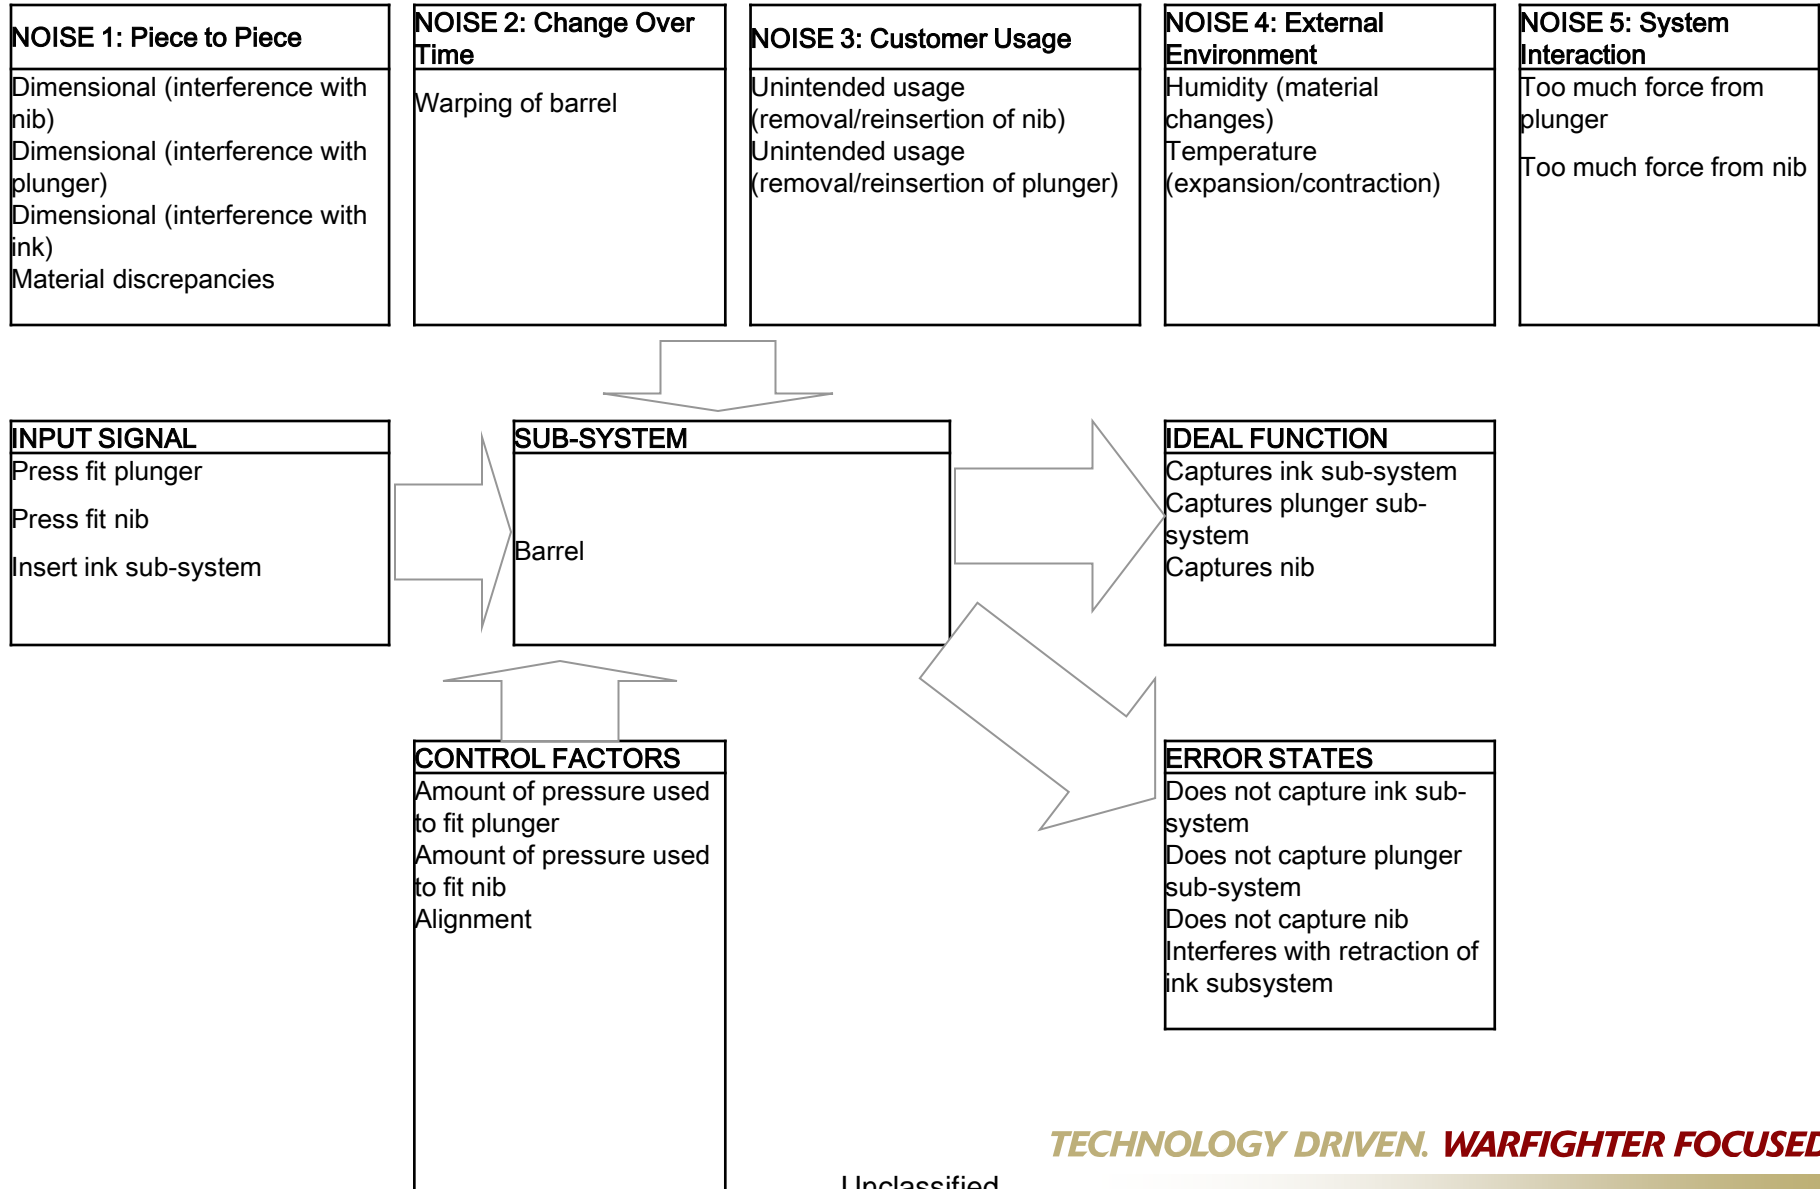 NOISE 1: Piece to Piece
Dimensional (interference with
nib)
Dimensional (interference with
plunger)
Dimensional (interference with
ink)
Material discrepancies
NOISE 2: Change Over
Time
Warping of barrel
NOISE 3: Customer Usage
Unintended usage
(removal/reinsertion of nib)
Unintended usage
(removal/reinsertion of plunger)
NOISE 4: External
Environment
Humidity (material
changes)
Temperature
(expansion/contraction)
NOISE 5: System
Interaction
Too much force from
plunger
Too much force from nib
INPUT SIGNAL
Press fit plunger
Press fit nib
Insert ink sub-system
SUB-SYSTEM
Barrel
IDEAL FUNCTION
Captures ink sub-system
Captures plunger sub-
system
Captures nib
CONTROL FACTORS
Amount of pressure used
to fit plunger
Amount of pressure used
to fit nib
Alignment
ERROR STATES
Does not capture ink sub-
system
Does not capture plunger
sub-system
Does not capture nib
Interferes with retraction of
ink subsystem
TECHNOLOGY DRIVEN. WARFIGHTER FOCUSED
Unclassified